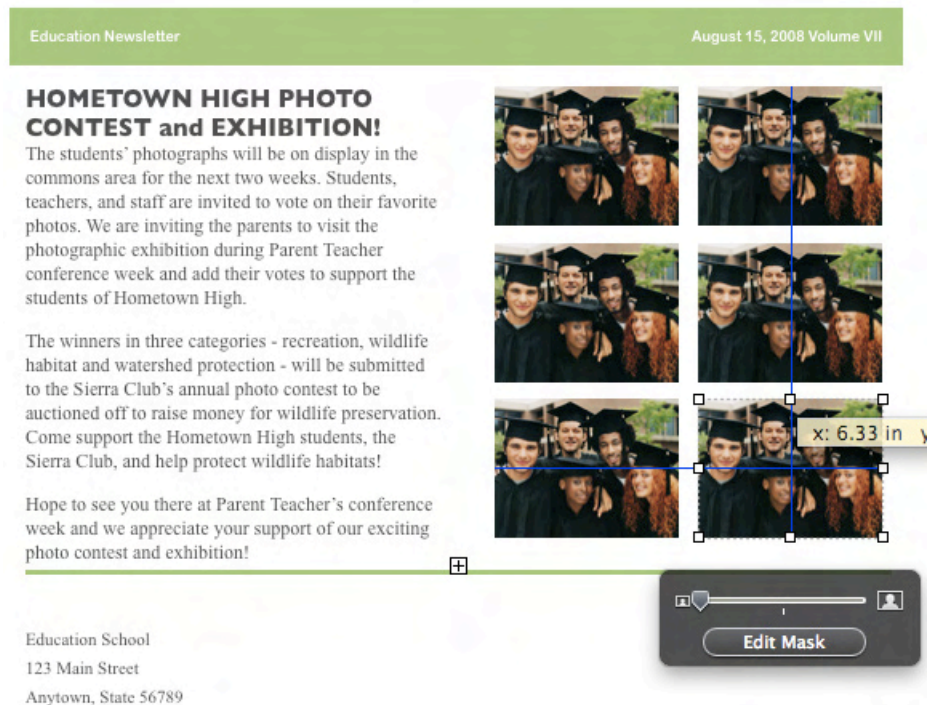 Education Newsletter
August 15, 2008 Volume VII
HOMETOWN HIGH PHOTO
CONTEST and EXHIBITION!
The students' photographs will be on display in the
commons area for the next two weeks. Students,
teachers, and staff are invited to vote on their favorite
photos. We are inviting the parents to visit the
photographic exhibition during Parent Teacher
conference week and add their votes to support the
students of Hometown High.
The winners in three categories - recreation, wildlife
habitat and watershed protection - will be submitted
to the Sierra Club's annual photo contest to be
auctioned off to raise money for wildlife preservation.
Come support the Hometown High students, the
Sierra Club, and help protect wildlife habitats!
Hope to see you there at Parent Teacher's conference
week and we appreciate your support of our exciting
photo contest and exhibition!
x: 6.33 in y
Edit Mask
Education School
123 Main Street
Anytown, State 56789